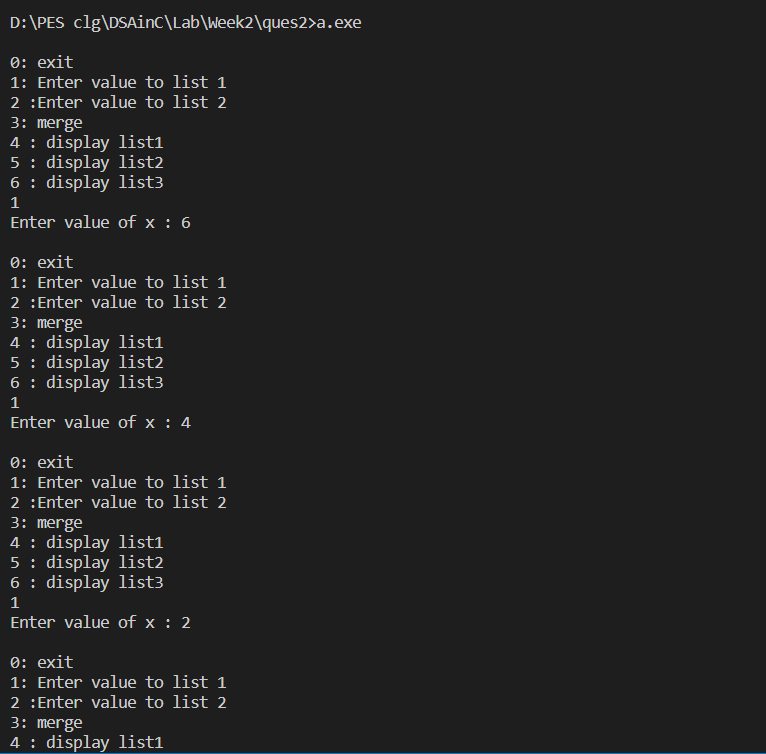 D:\PES clg\DSAinC\Lab\Week2\ques2>a.exe
0: exit
1: Enter value to list 1
2 :Enter value to list 2
3: merge
4 : display list1
5 : display list2
6 : display list3
1
Enter value of x : 6
0: exit
1: Enter value to list 1
2 :Enter value to list 2
3: merge
4 : display list1
5 : display list2
6 : display list3
1
Enter value of x : 4
0: exit
1: Enter value to list 1
2 :Enter value to list 2
3: merge
4 : display list1
5 : display list2
6 : display list3
1
Enter value of x : 2
0: exit
1: Enter value to list 1
2 :Enter value to list 2
3: merge
4 : display list1